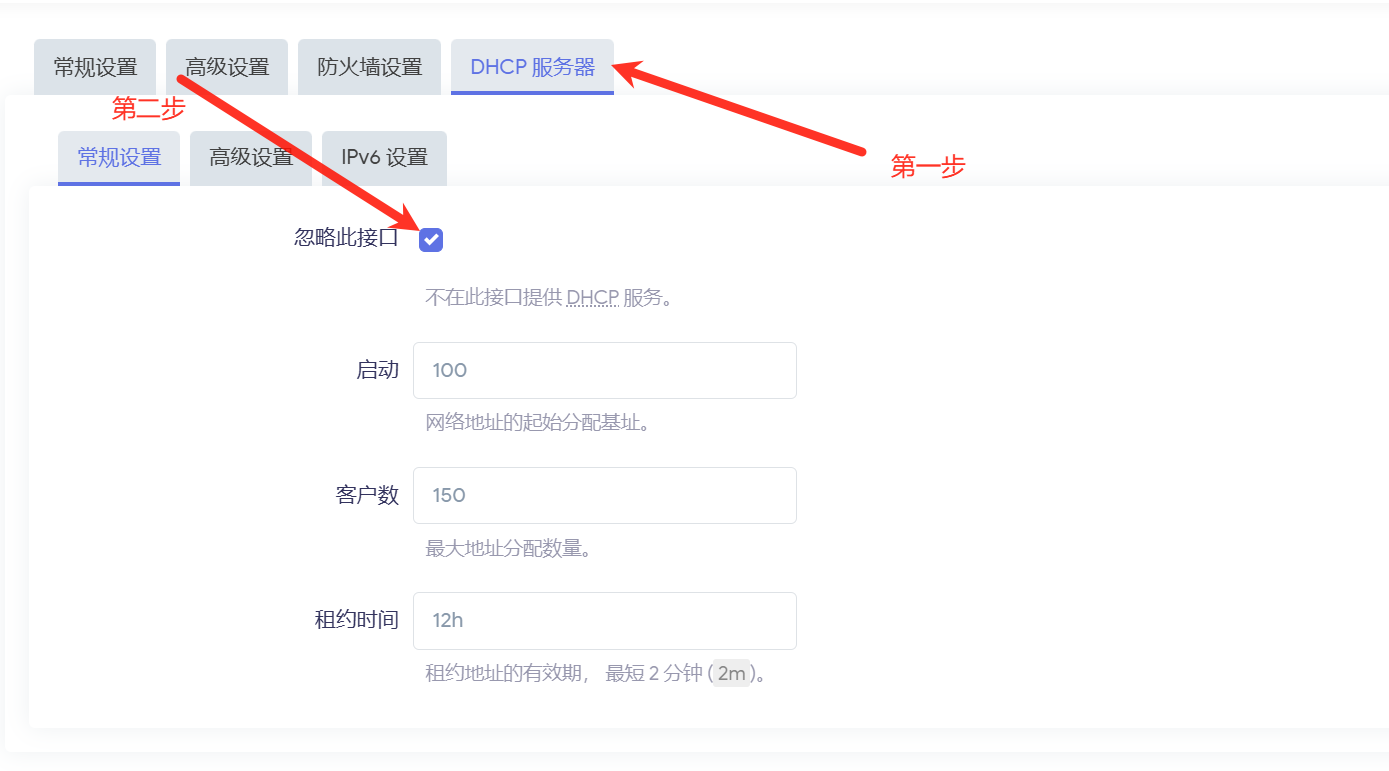 常规设置 高级设置 防火墙设置 DHCP 服务器
第二步
常规设置 高级设置 IPv6 设置
第一步
忽略此接口
不在此接口提供 DHCP 服务。
启动 100
网络地址的起始分配基址。
客户数 150
最大地址分配数量。
租约时间 12h
租约地址的有效期， 最短 2 分钟 (2m)。